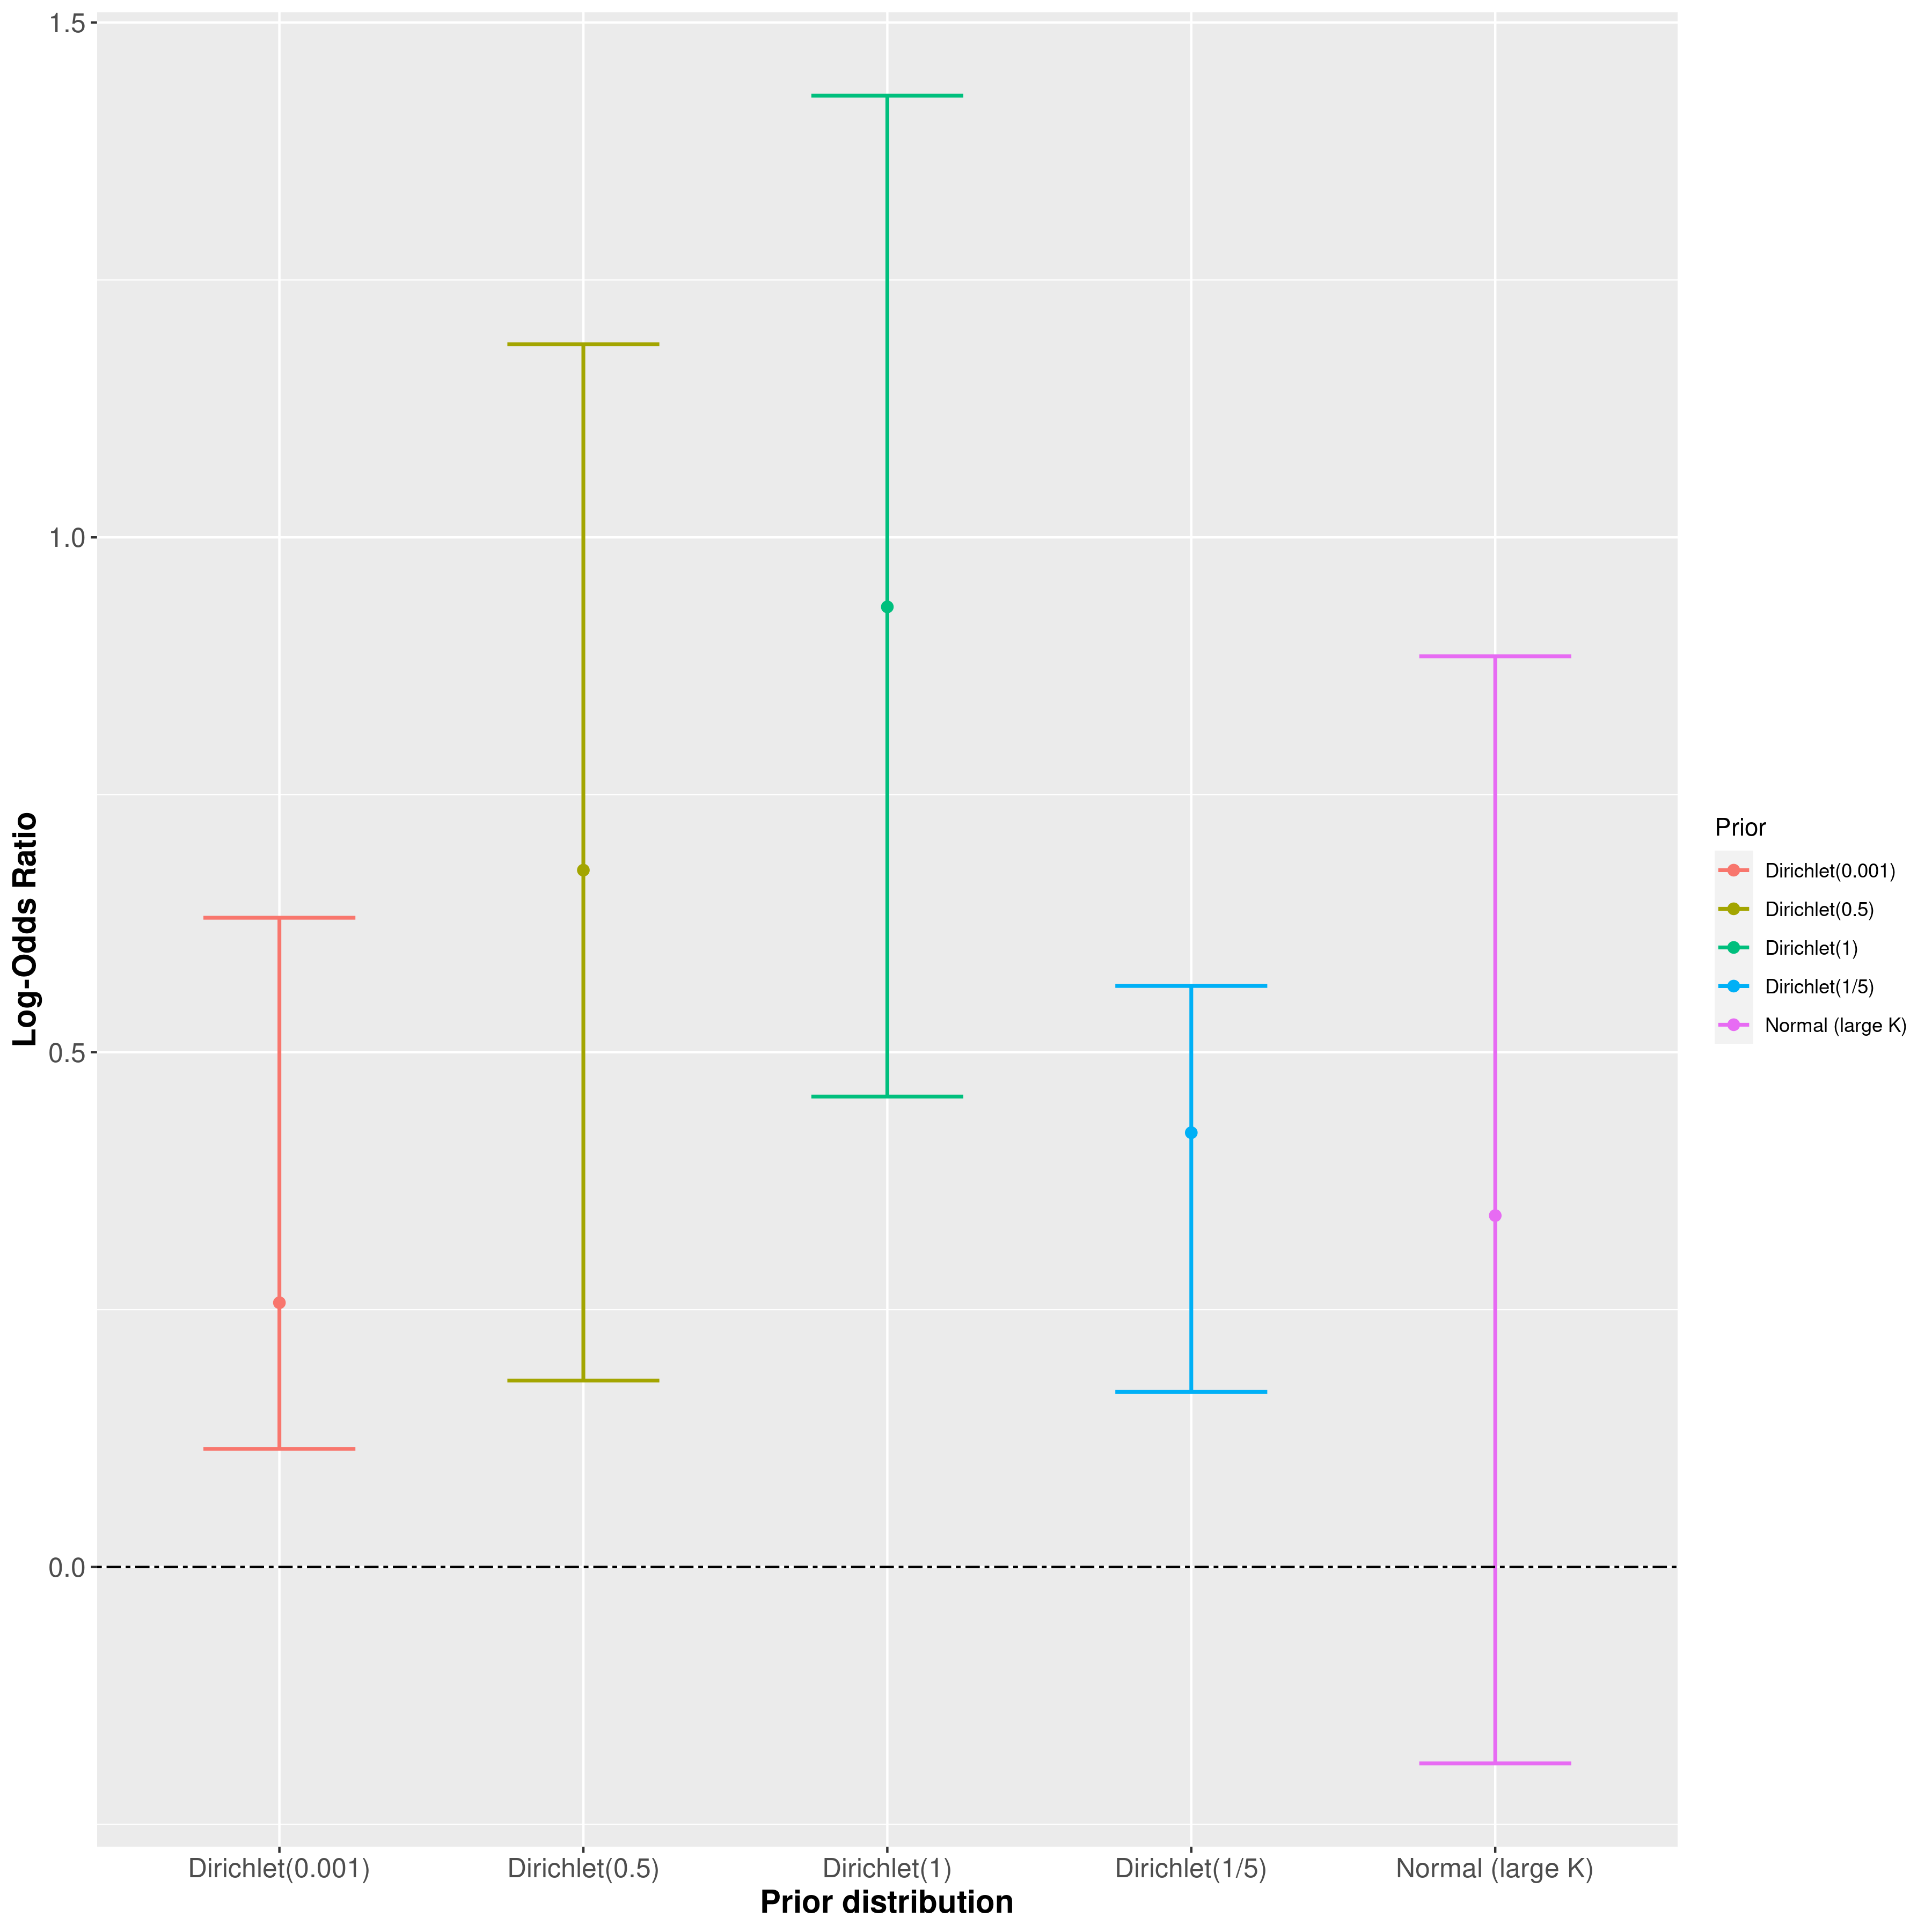 1.5
1.0
0.5
0.0
Log-Odds Ratio
Dirichlet(0.001) Dirichlet(0.5) Dirichlet(1) Dirichlet(1/5) Normal (large K)
Prior distribution
Prior
Dirichlet(0.001)
Dirichlet(0.5)
Dirichlet(1)
Dirichlet(1/5)
Normal (large K)